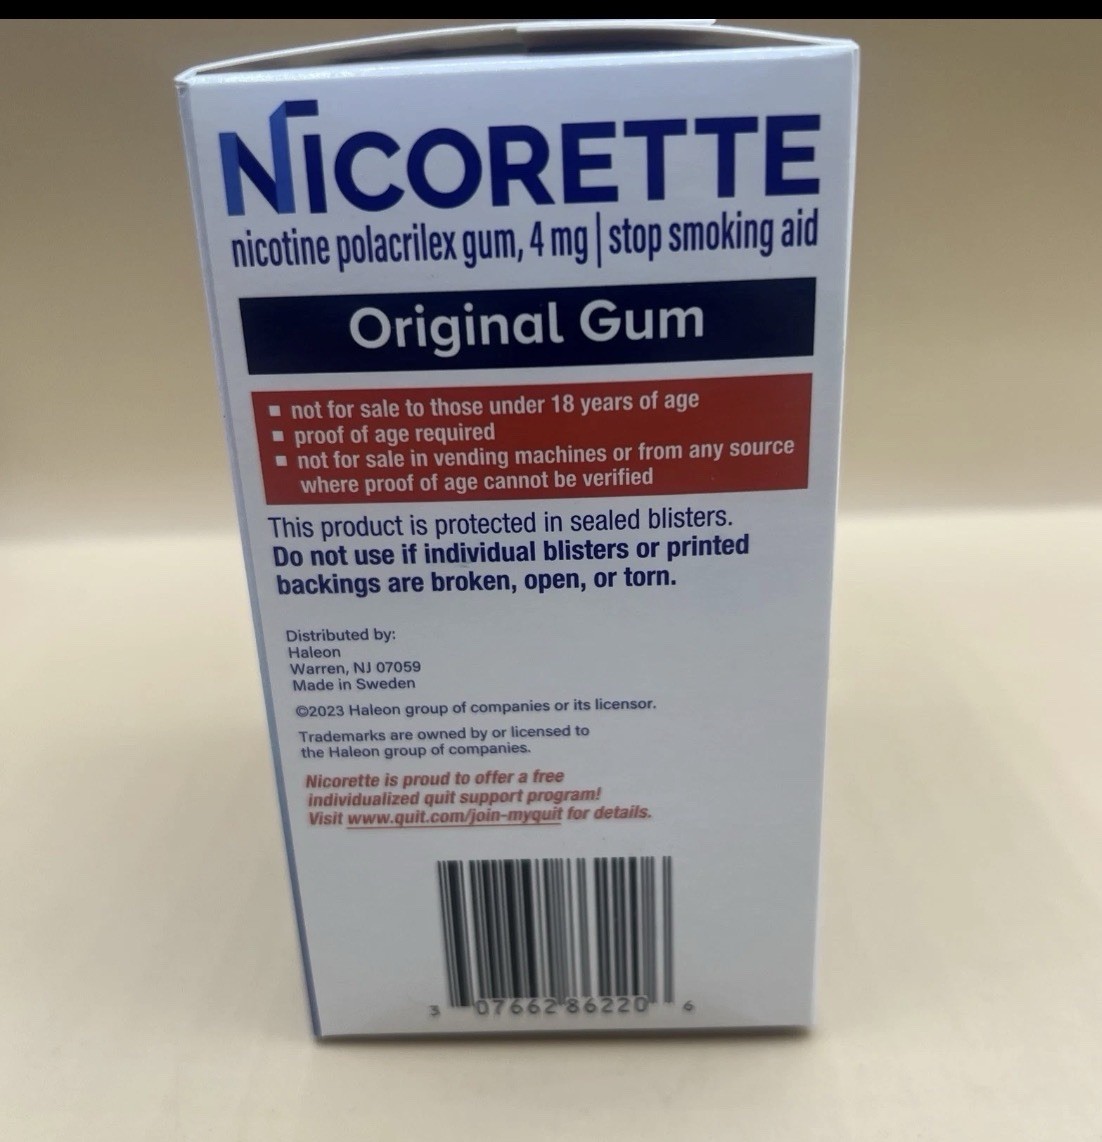 NICORETTE
nicotine polacrilex gum, 4 mg | stop smoking aid
Original Gum
▪ not for sale to those under 18 years of age
▪ proof of age required
▪ not for sale in vending machines or from any source
where proof of age cannot be verified
This product is protected in sealed blisters.
Do not use if individual blisters or printed
backings are broken, open, or torn.
Distributed by:
Haleon
Warren, NJ 07059
Made in Sweden
©2023 Haleon group of companies or its licensor.
Trademarks are owned by or licensed to
the Haleon group of companies.
Nicorette is proud to offer a free
individualized quit support program!
Visit www.quit.com/join-myquit for details.
3 07662 86220 6